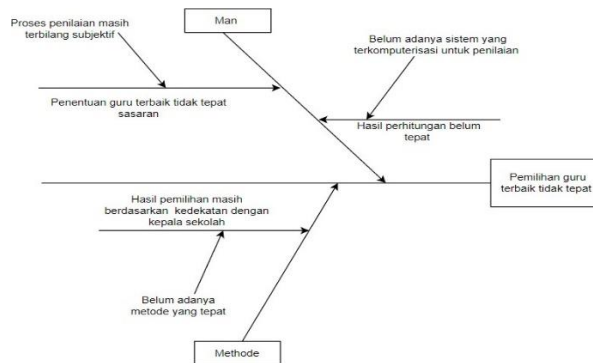 Proses penilaian masih
terbilang subjektif
Man
Belum adanya sistem yang
terkomputerisasi untuk penilaian
Penentuan guru terbaik tidak tepat
sasaran
Hasil perhitungan belum
tepat
Pemilihan guru
terbaik tidak tepat
Hasil pemilihan masih
berdasarkan kedekatan dengan
kepala sekolah
Belum adanya
metode yang tepat
Methode